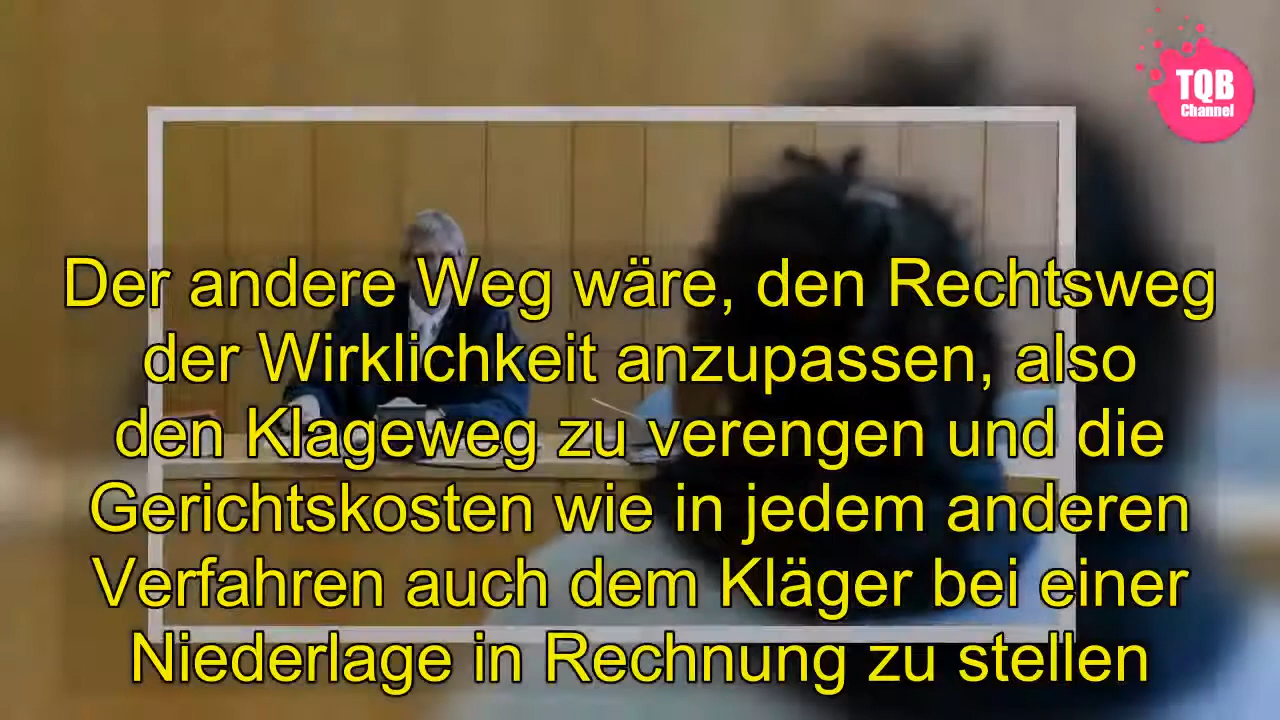 TQB
Channel
Der andere Weg wäre, den Rechtsweg
der Wirklichkeit anzupassen, also
den Klageweg zu verengen und die
Gerichtskosten wie in jedem anderen
Verfahren auch dem Kläger bei einer
Niederlage in Rechnung zu stellen